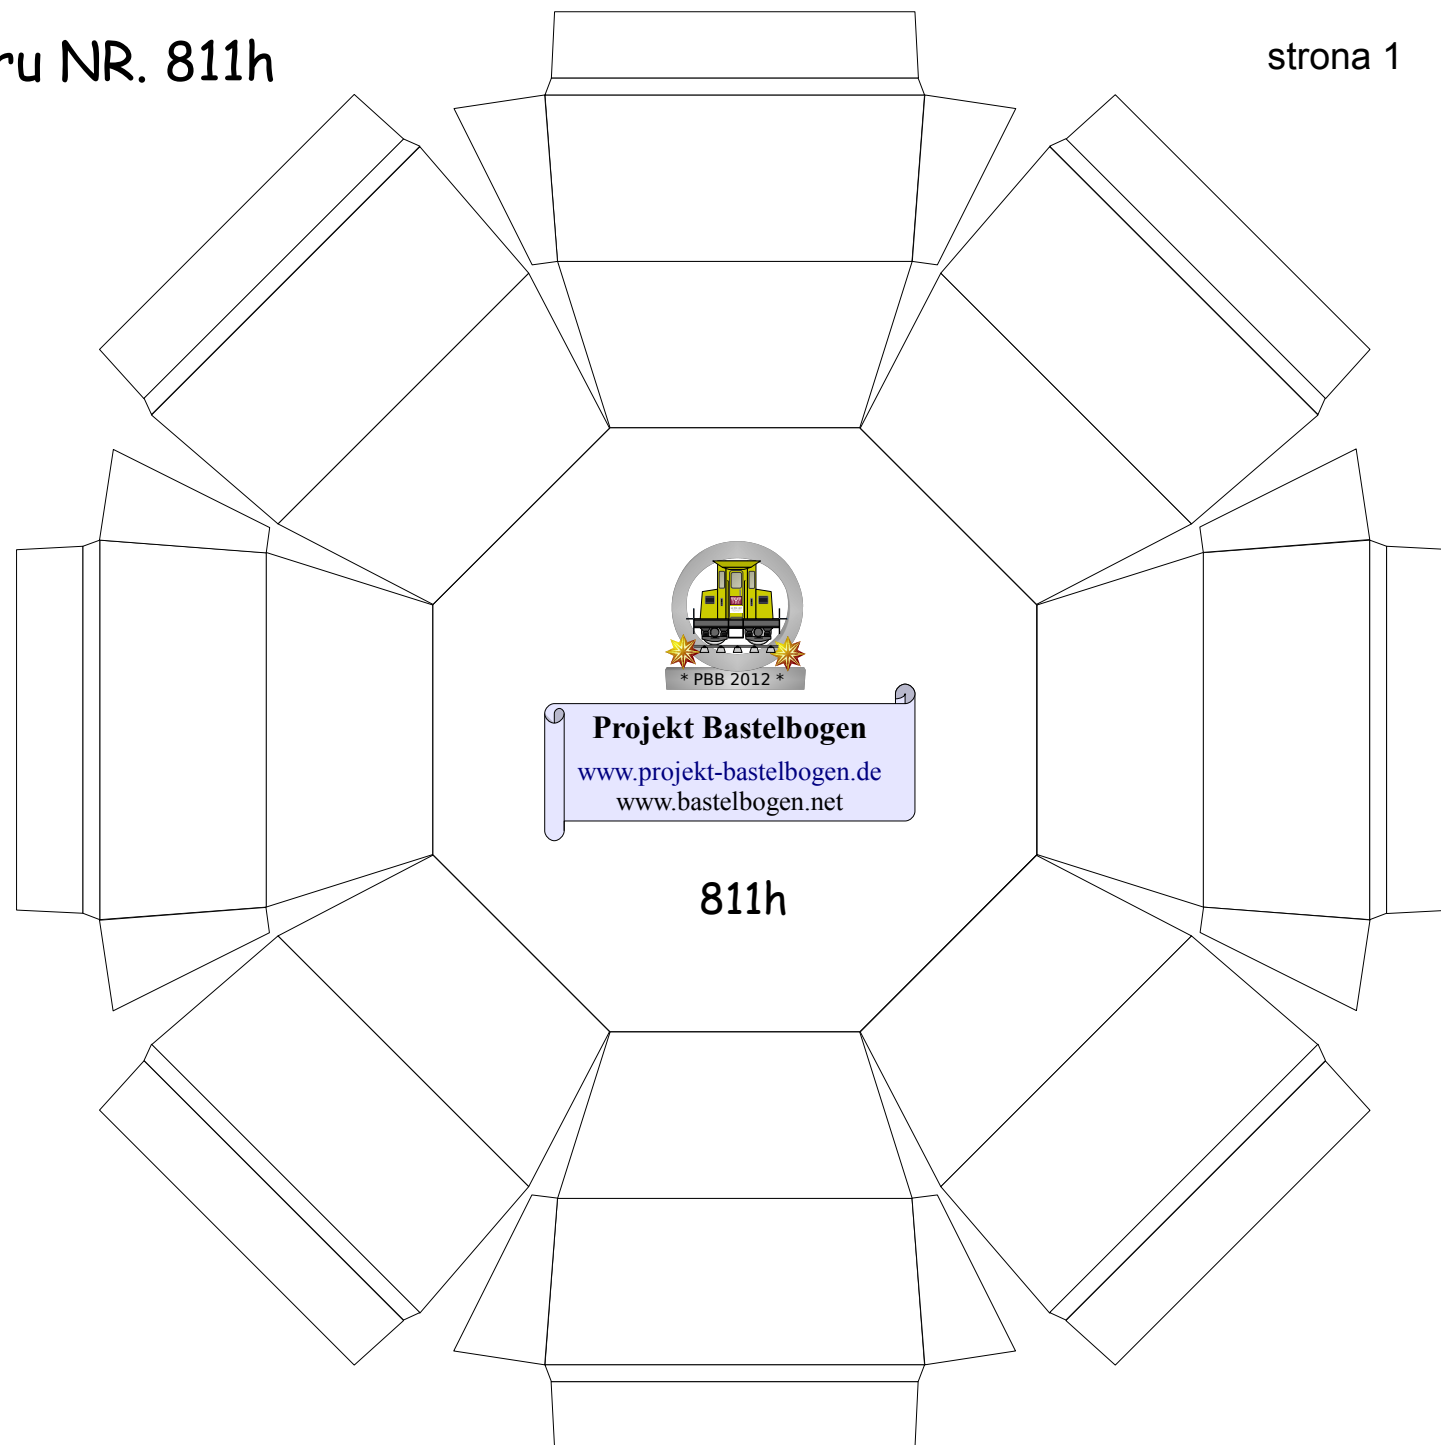 ru NR. 811h
strona 1
* PBB 2012 *
Projekt Bastelbogen
www.projekt-bastelbogen.de
www.bastelbogen.net
811h